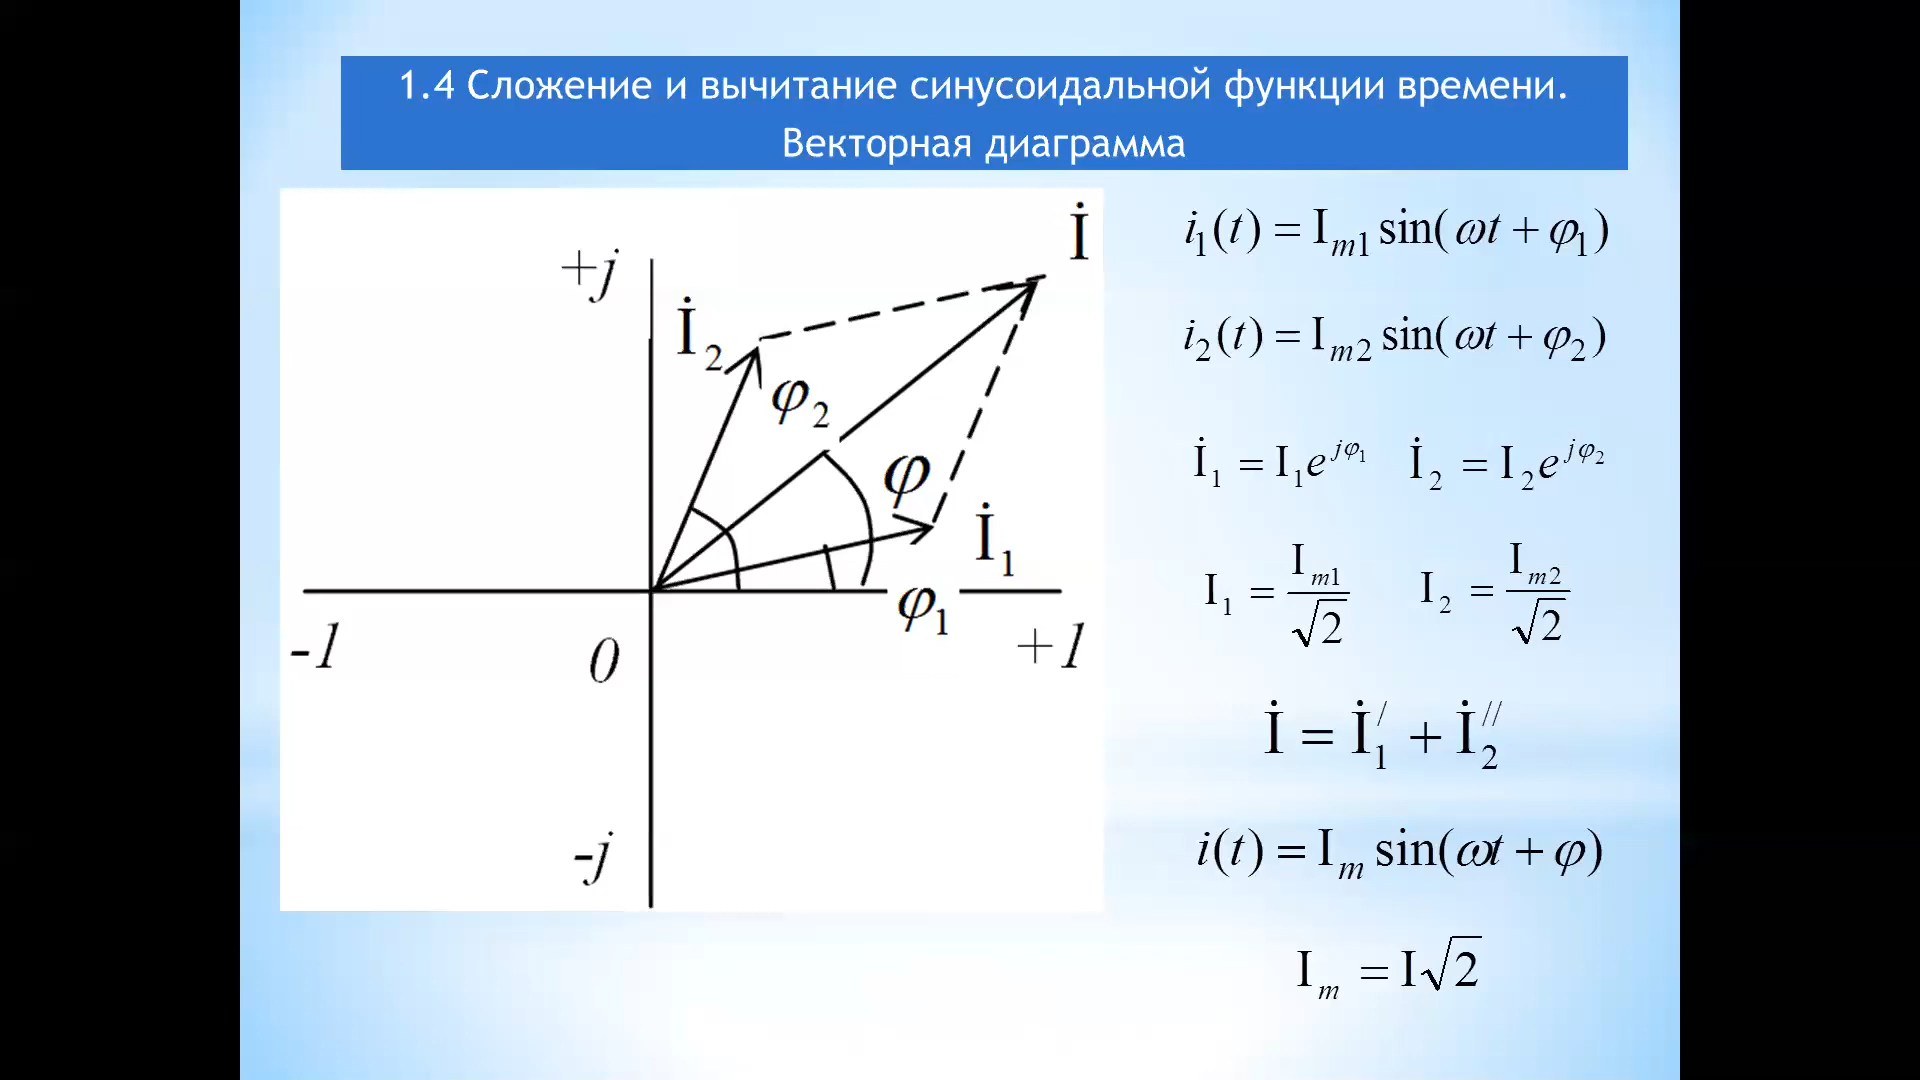 1.4 Сложение и вычитание синусоидальной функции времени.
Векторная диаграмма
+j
İ
İ₂
φ₂
φ
İ₁
φ₁
-1
0
+1
-j
i₁(t) = Iₘ₁ sin(ωt + φ₁)
i₂(t) = Iₘ₂ sin(ωt + φ₂)
İ₁ = I₁e^{jφ₁} İ₂ = I₂e^{jφ₂}
I₁ = Iₘ₁/√2 I₂ = Iₘ₂/√2
İ = İ₁^{/} + İ₂^{//}
i(t) = Iₘ sin(ωt + φ)
Iₘ = I√2